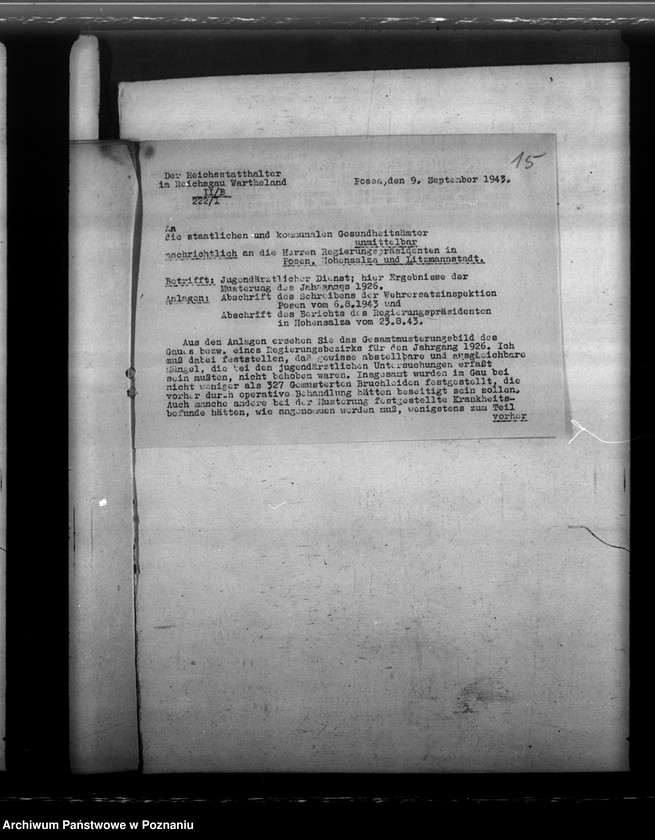 15
Der Reichsstatthalter
im Reichsgau Wartheland
II/B
222/1
Posen, den 9. September 1943.
An
die staatlichen und kommunalen Gesundheitsämter
unmittelbar
nachrichtlich an die Herren Regierungspräsidenten in
Posen, Hohensalza und Litzmannstadt.
Betrifft: Jugendärztlicher Dienst; hier Ergebnisse der
Musterung des Jahrgangs 1926.
Anlagen: Abschrift des Schreibens der Wehrersatzinspektion
Posen vom 6.8.1943 und
Abschrift des Berichts des Regierungspräsidenten
in Hohensalza vom 23.8.43.
Aus den Anlagen ersehen Sie das Gesamtmusterungsbild des
Gaues bezw. eines Regierungsbezirks für den Jahrgang 1926. Ich
muß dabei feststellen, daß gewisse abstellbare und ausgleichbare
Mängel, die bei den jugendärztlichen Untersuchungen erfaßt
sein mußten, nicht behoben waren. Insgesamt wurden im Gau bei
nicht weniger als 327 Gemusterten Bruchleiden festgestellt, die
vorher durch operative Behandlung hätten beseitigt sein sollen.
Auch manche andere bei der Musterung festgestellte Krankheits-
befunde hätten, wie angenommen werden muß, wenigstens zum Teil
vorher
Archiwum Państwowe w Poznaniu